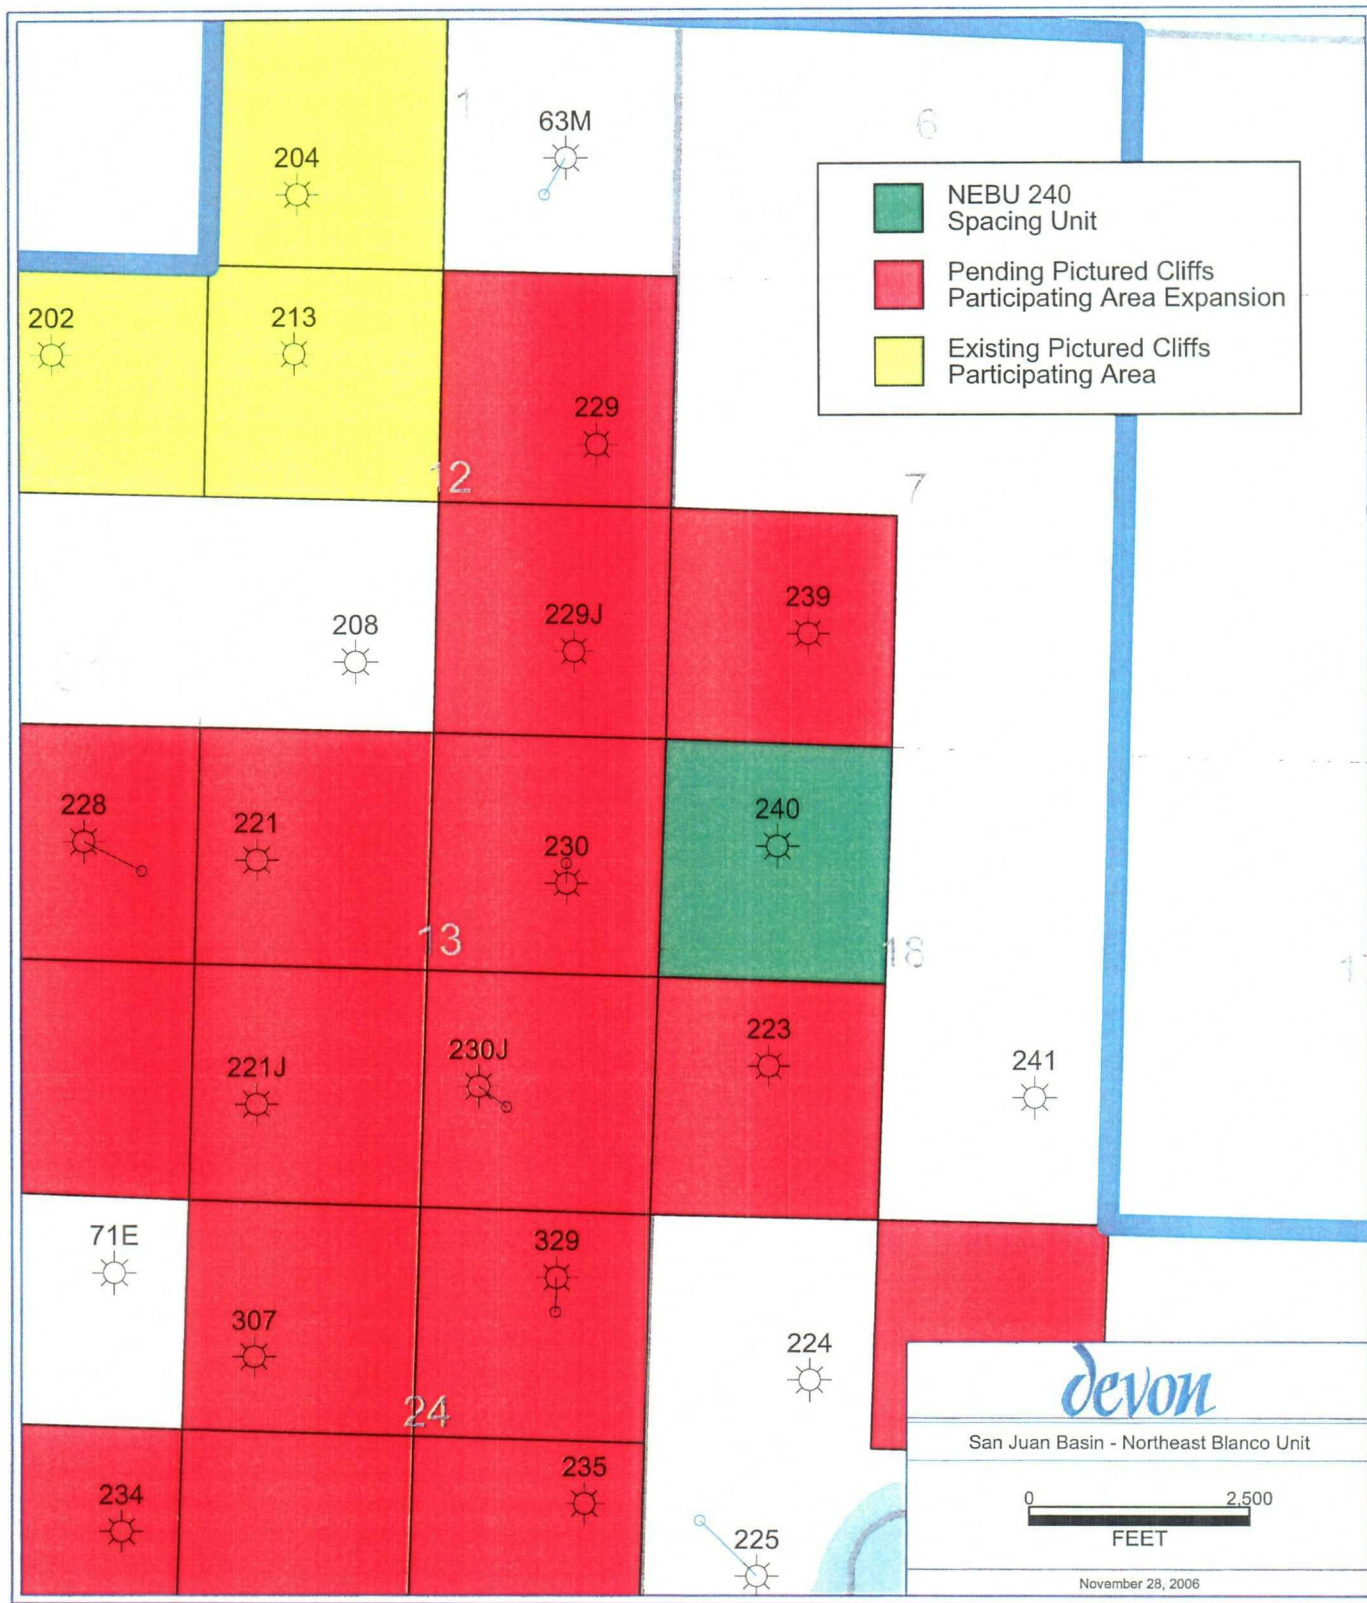 1
63M
6
204
NEBU 240
Spacing Unit
Pending Pictured Cliffs
Participating Area Expansion
Existing Pictured Cliffs
Participating Area
202
213
229
12
7
229J
239
208
228
221
230
240
13
18
221J
230J
223
241
71E
307
329
224
24
234
235
225
devon
San Juan Basin - Northeast Blanco Unit
0 2,500
FEET
November 28, 2006